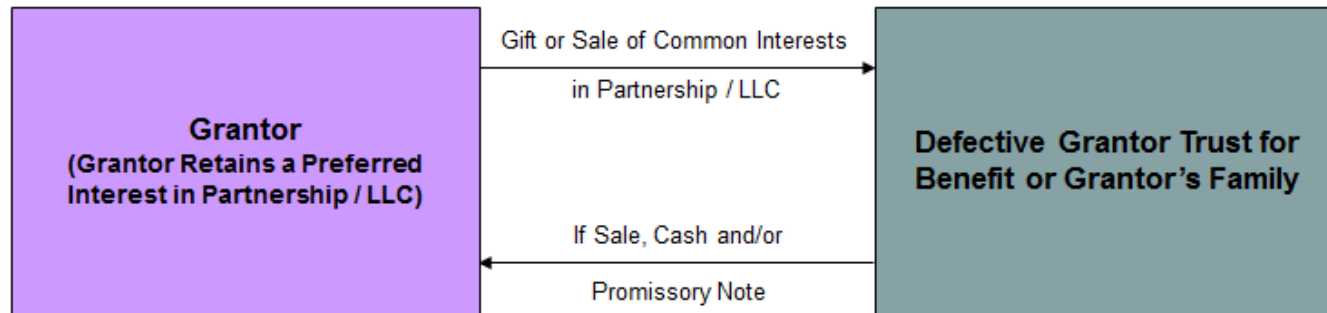 Grantor
(Grantor Retains a Preferred
Interest in Partnership / LLC)
Gift or Sale of Common Interests
in Partnership / LLC
If Sale, Cash and/or
Promissory Note
Defective Grantor Trust for
Benefit or Grantor's Family